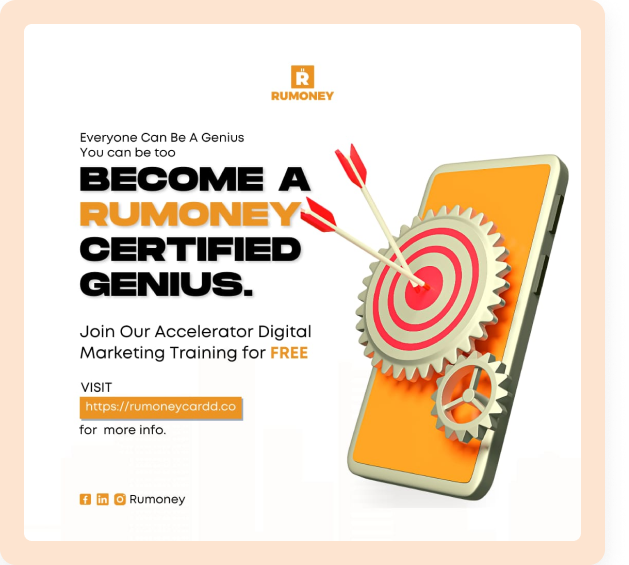 RUMONEY
Everyone Can Be A Genius
You can be too
BECOME A
RUMONEY
CERTIFIED
GENIUS.
Join Our Accelerator Digital
Marketing Training for FREE
VISIT
https://rumoneycardd.co
for more info.
Rumoney